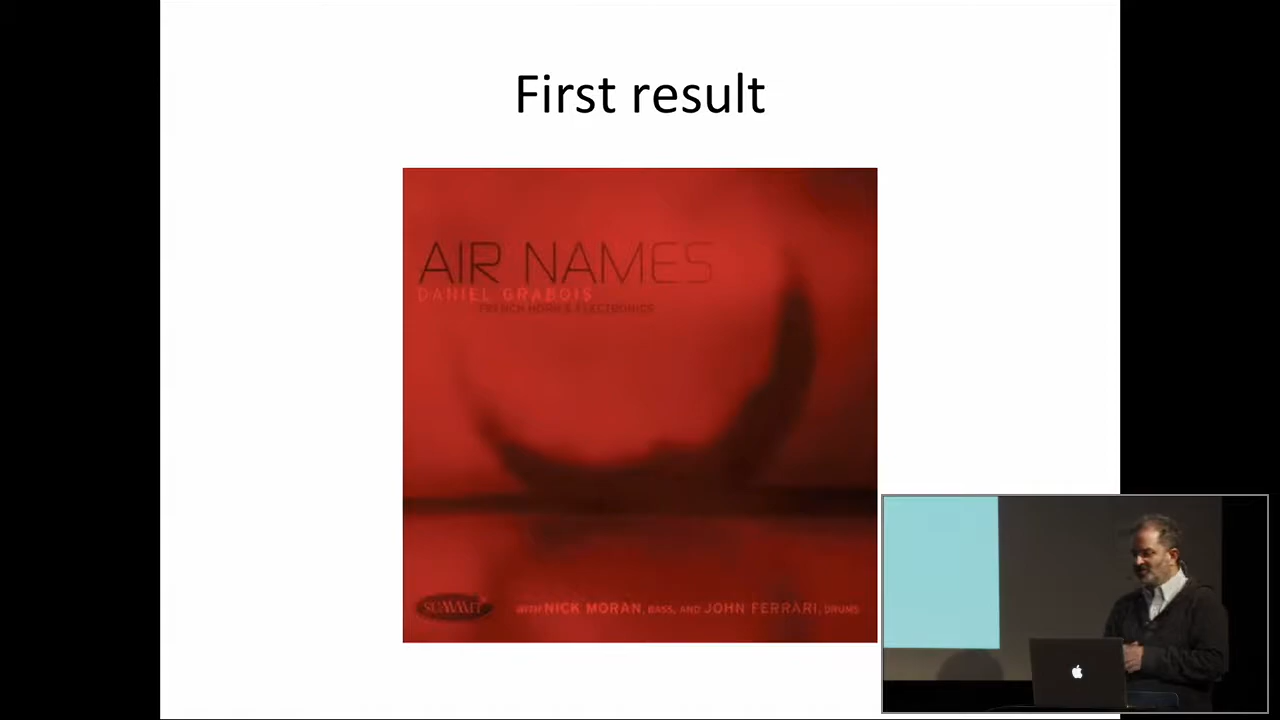 First result
AIR NAMES
DANIEL GRABOIS
FRENCH HORN & ELECTRONICS
SUMMIT
WITH NICK MORAN, BASS, AND JOHN FERRARI, DRUMS